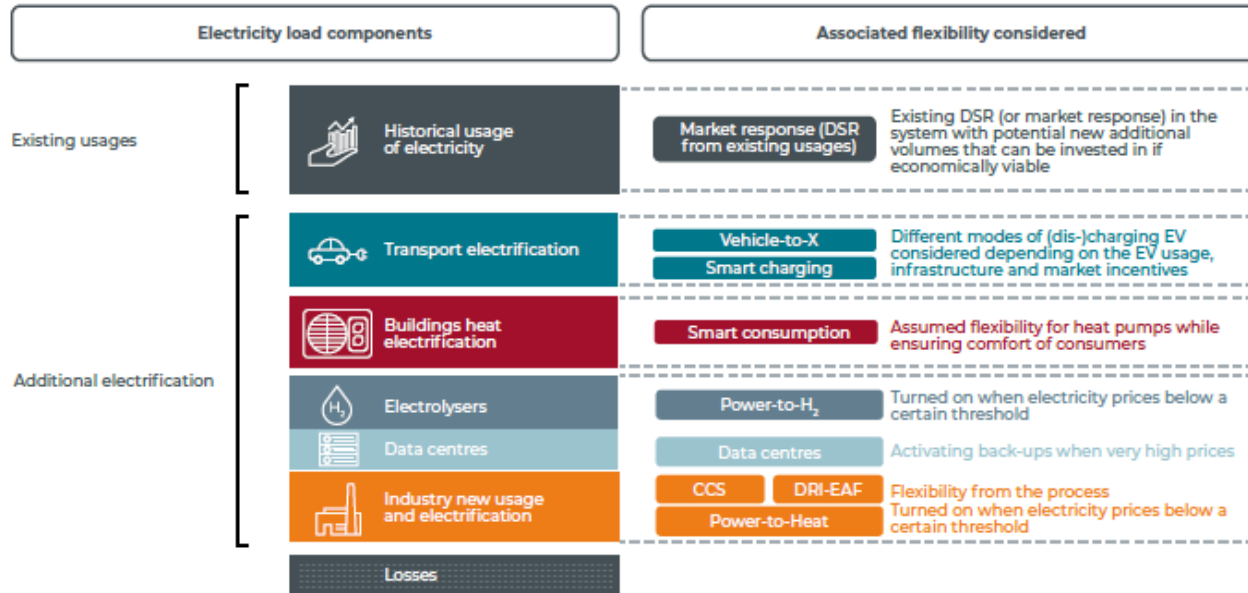 Electricity load components
Associated flexibility considered
Existing usages
Historical usage
of electricity
Market response (DSR
from existing usages)
Existing DSR (or market response) in the
system with potential new additional
volumes that can be invested in if
economically viable
Additional electrification
Transport electrification
Vehicle-to-X
Smart charging
Different modes of (dis-)charging EV
considered depending on the EV usage,
infrastructure and market incentives
Buildings heat
electrification
Smart consumption
Assumed flexibility for heat pumps while
ensuring comfort of consumers
H₂
Electrolysers
Power-to-H₂
Turned on when electricity prices below a
certain threshold
Data centres
Data centres
Activating back-ups when very high prices
Industry new usage
and electrification
CCS
DRI-EAF
Power-to-Heat
Flexibility from the process
Turned on when electricity prices below a
certain threshold
Losses